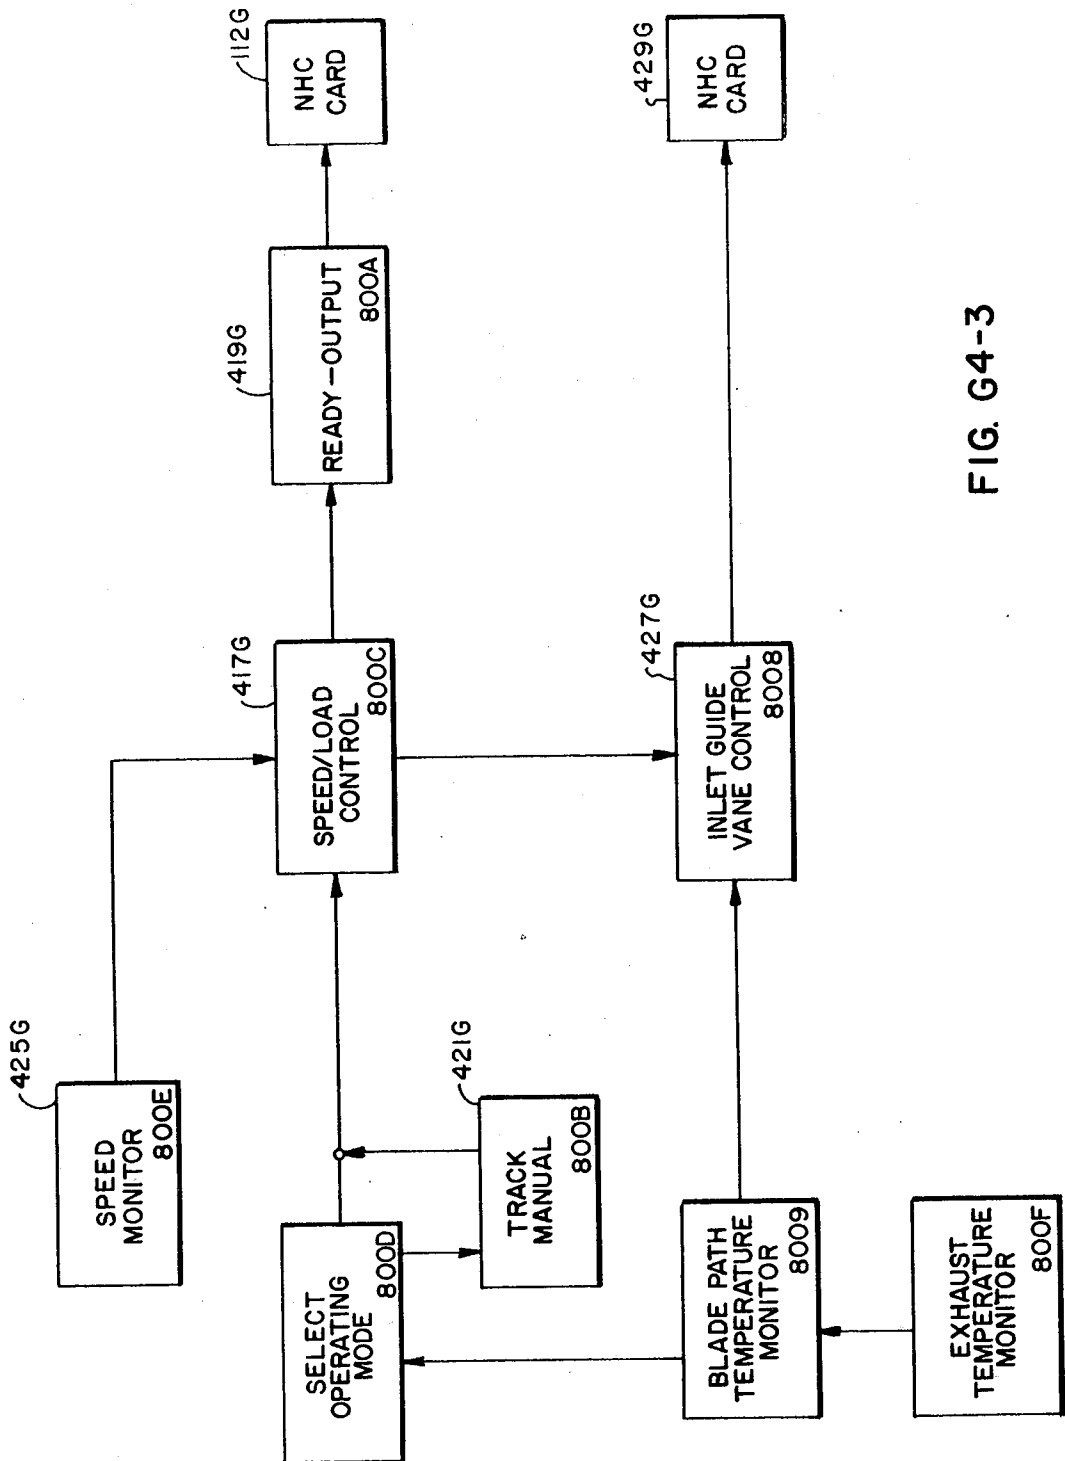 425G
SPEED
MONITOR
800E
SELECT
OPERATING
MODE
800D
421G
TRACK
MANUAL
800B
417G
SPEED/LOAD
CONTROL
800C
419G
READY-OUTPUT
800A
112G
NHC
CARD
EXHAUST
TEMPERATURE
MONITOR
800F
BLADE PATH
TEMPERATURE
MONITOR
8009
427G
INLET GUIDE
VANE CONTROL
8008
429G
NHC
CARD
FIG. G4-3